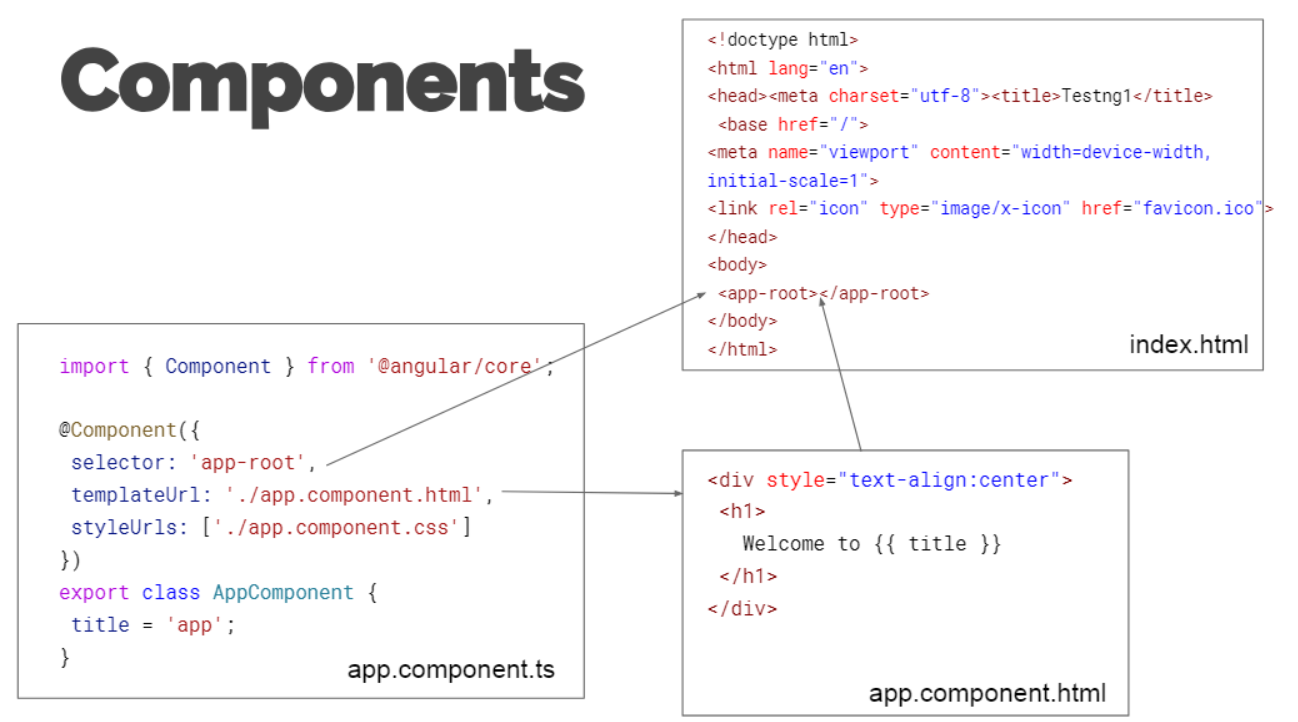 Components
<!doctype html>
<html lang="en">
<head><meta charset="utf-8"><title>Testng1</title>
<base href="/">
<meta name="viewport" content="width=device-width,
initial-scale=1">
<link rel="icon" type="image/x-icon" href="favicon.ico">
</head>
<body>
<app-root></app-root>
</body>
</html>
index.html
import { Component } from '@angular/core';
@Component({
selector: 'app-root',
templateUrl: './app.component.html',
styleUrls: ['./app.component.css']
})
export class AppComponent {
title = 'app';
}
app.component.ts
<div style="text-align:center">
<h1>
Welcome to {{ title }}
</h1>
</div>
app.component.html